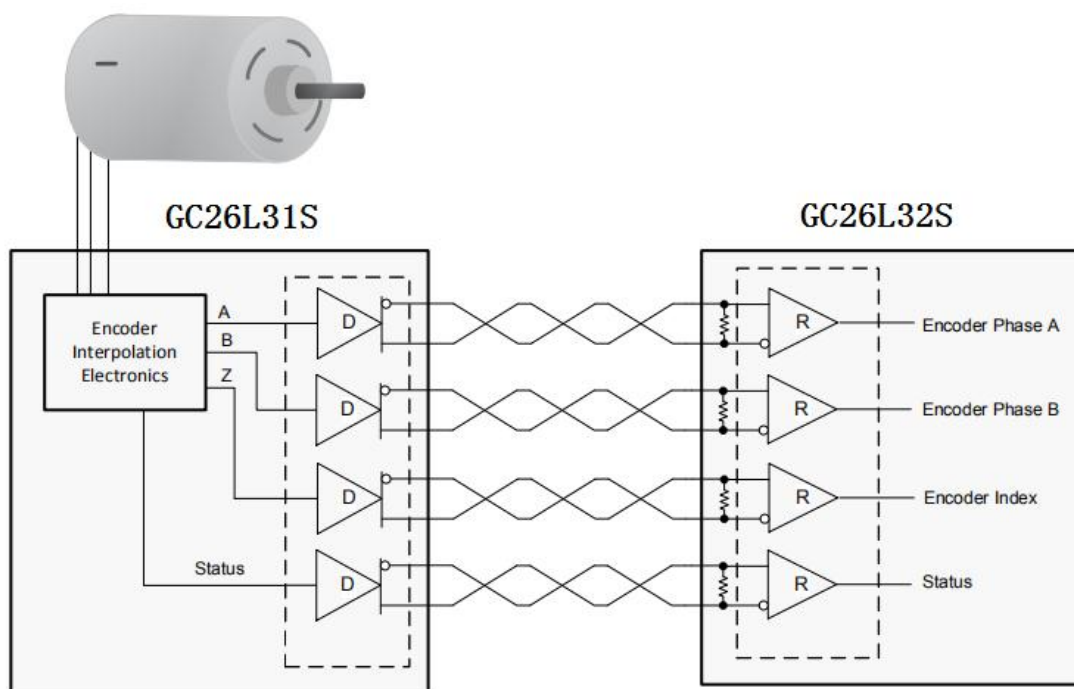 GC26L31S
GC26L32S
Encoder
Interpolation
Electronics
A
B
Z
Status
D
D
D
D
R
R
R
R
Encoder Phase A
Encoder Phase B
Encoder Index
Status